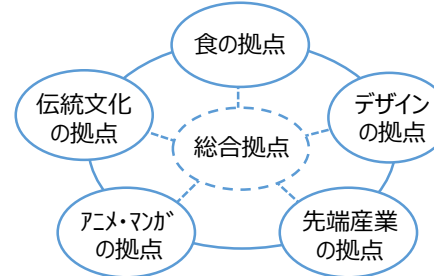 食の拠点
伝統文化
の拠点
デザイン
の拠点
総合拠点
ｱﾆﾒ・ﾏﾝｶﾞ
の拠点
先端産業
の拠点